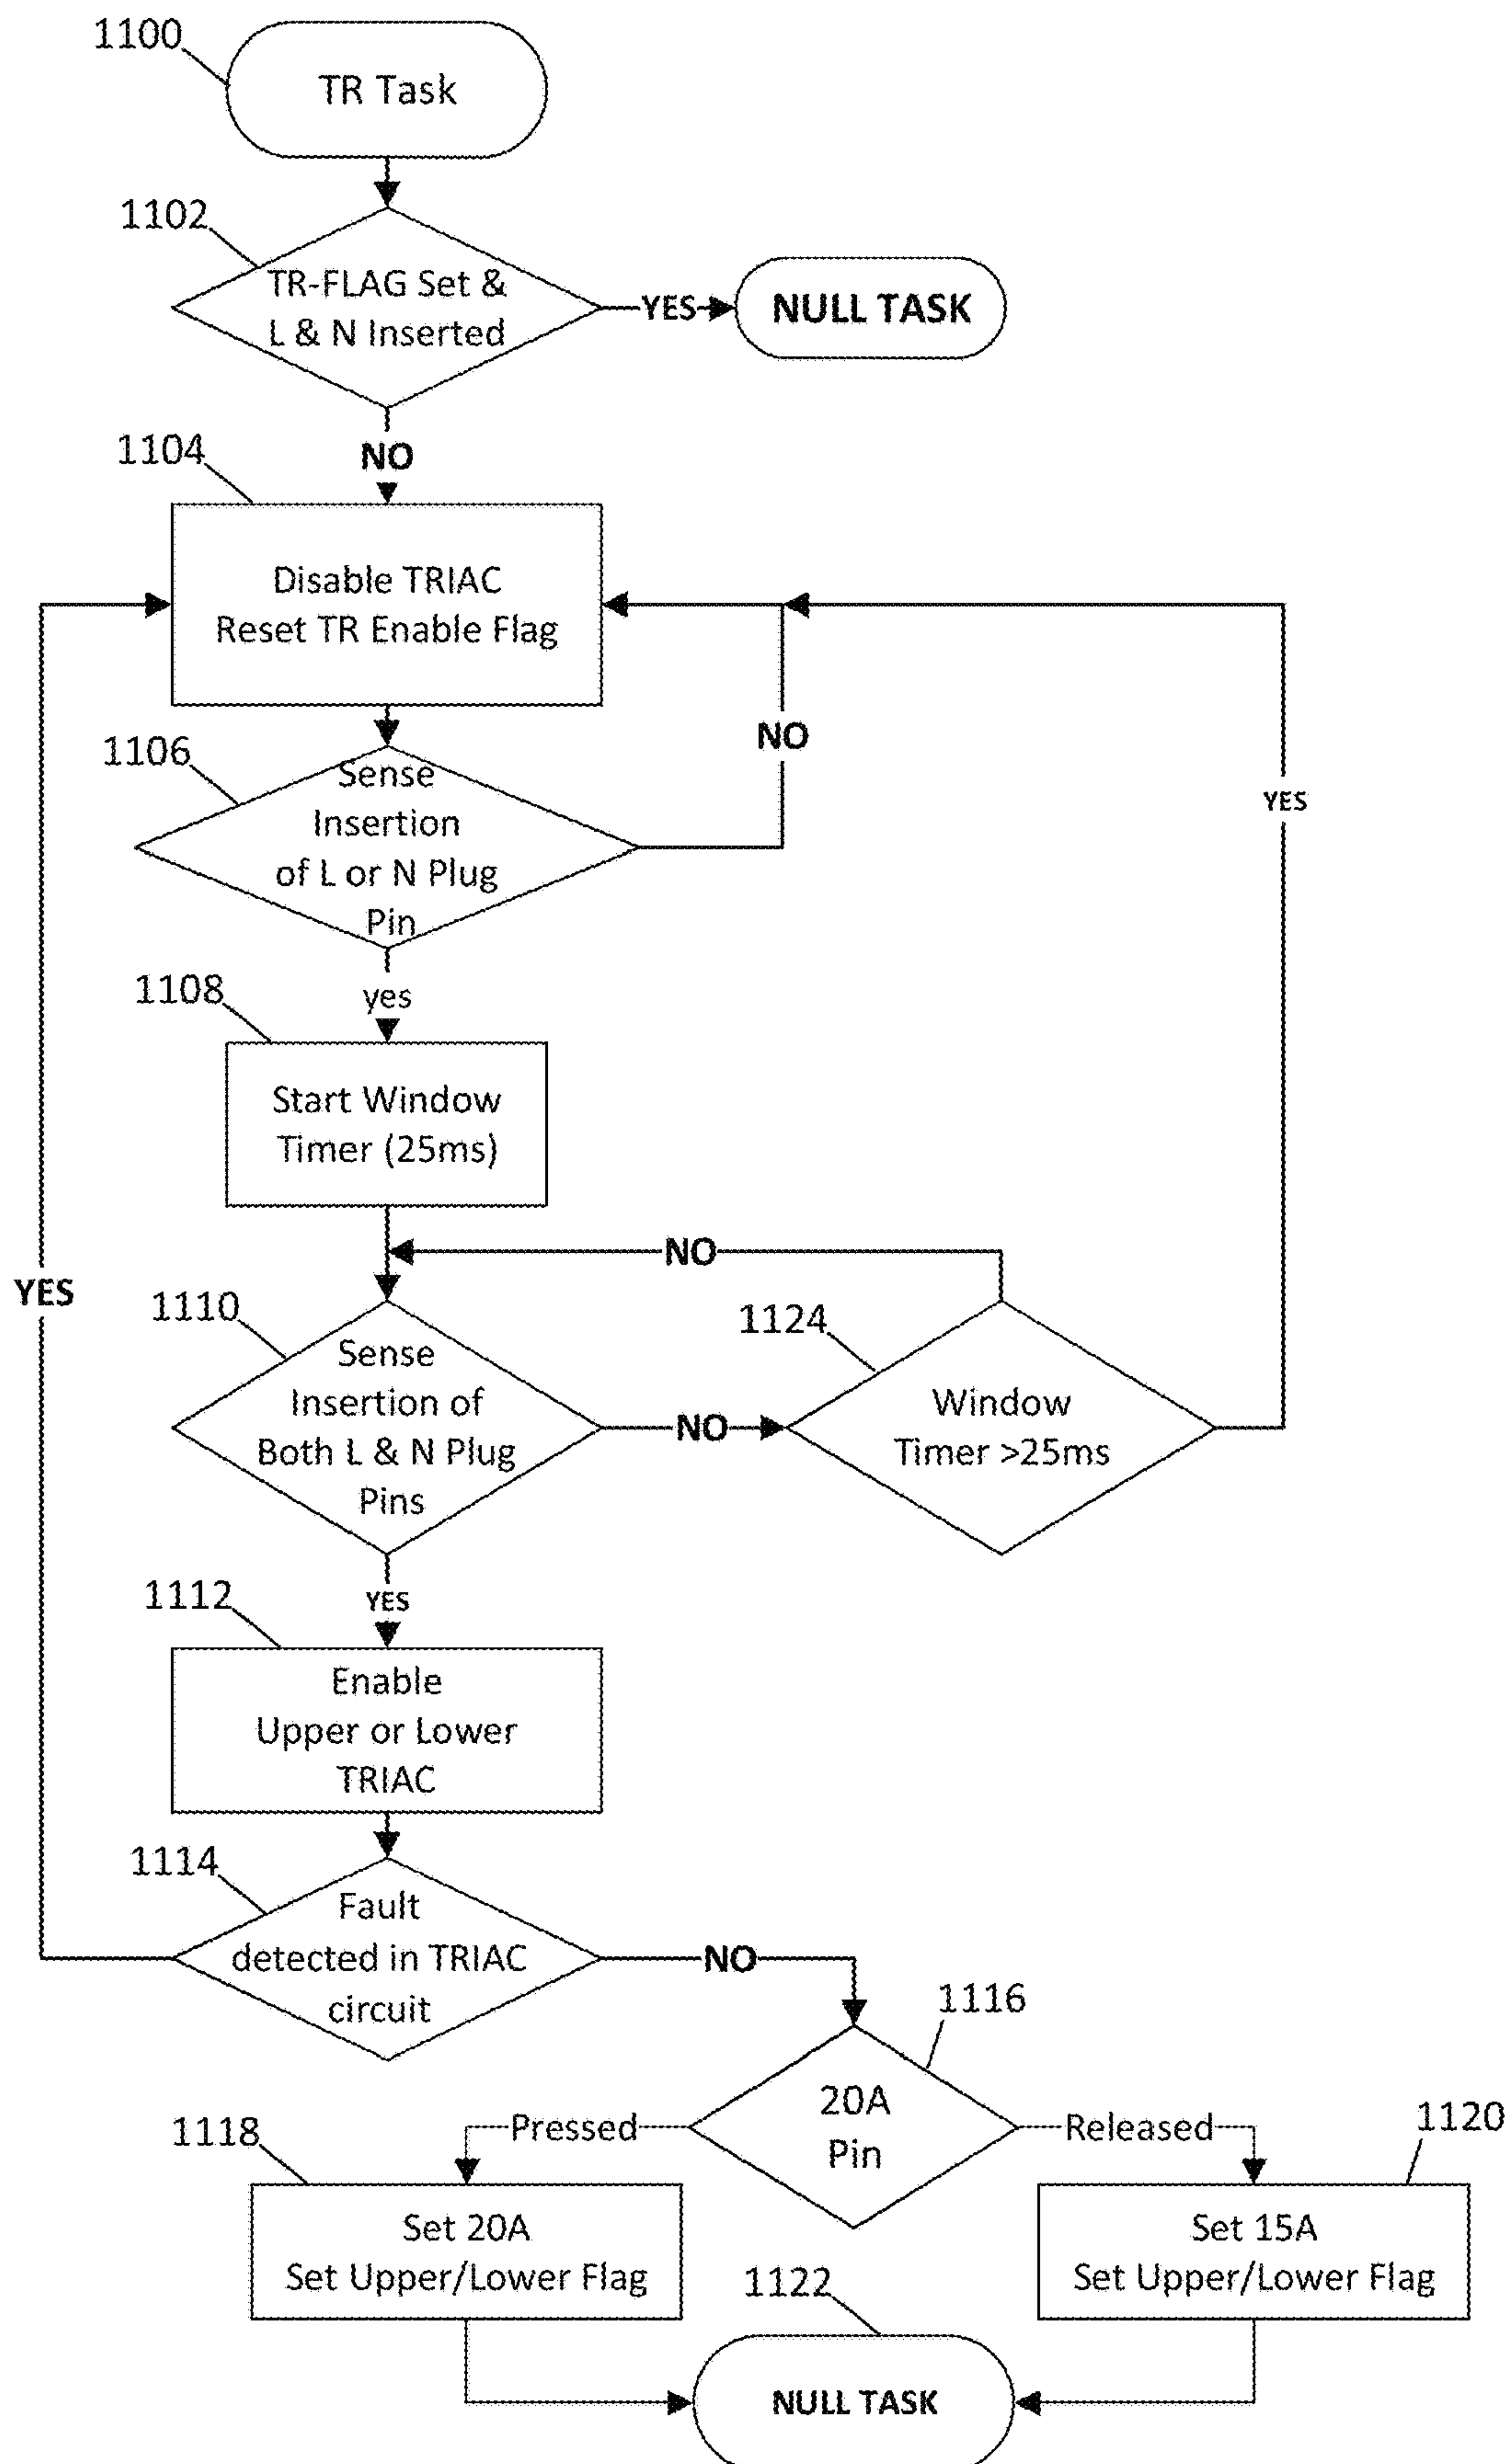 1100
TR Task
1102
TR-FLAG Set &
L & N Inserted
YES
NULL TASK
NO
1104
Disable TRIAC
Reset TR Enable Flag
1106
Sense
Insertion
of L or N Plug
Pin
NO
YES
yes
1108
Start Window
Timer (25ms)
NO
YES
1110
Sense
Insertion of
Both L & N Plug
Pins
NO
1124
Window
Timer >25ms
YES
1112
Enable
Upper or Lower
TRIAC
1114
Fault
detected in TRIAC
circuit
NO
1116
20A
Pin
Pressed
Released
1118
Set 20A
Set Upper/Lower Flag
1120
Set 15A
Set Upper/Lower Flag
1122
NULL TASK